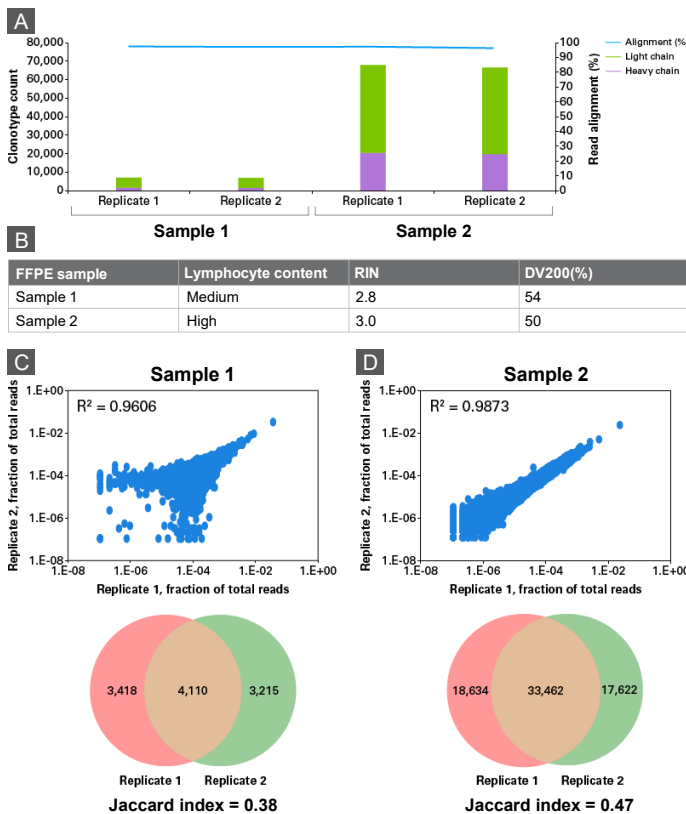 A
Clonotype count
80,000
70,000
60,000
50,000
40,000
30,000
20,000
10,000
0
100
90
80
70
60
50
40
30
20
10
0
Read alignment (%)
Alignment (%
Light chain
Heavy chain
Replicate 1
Replicate 2
Replicate 1
Replicate 2
Sample 1
Sample 2
B
FFPE sample Lymphocyte content RIN DV200(%)
Sample 1 Medium 2.8 54
Sample 2 High 3.0 50
C
Sample 1
R² = 0.9606
Replicate 2, fraction of total reads
1.E+00
1.E-02
1.E-04
1.E-06
1.E-08
1.E-08 1.E-06 1.E-04 1.E-02 1.E+00
Replicate 1, fraction of total reads
3,418
4,110
3,215
Replicate 1 Replicate 2
Jaccard index = 0.38
D
Sample 2
R² = 0.9873
Replicate 2, fraction of total reads
1.E+00
1.E-02
1.E-04
1.E-06
1.E-08
1.E-08 1.E-06 1.E-04 1.E-02 1.E+0
Replicate 1, fraction of total reads
18,634
33,462
17,622
Replicate 1 Replicate 2
Jaccard index = 0.47